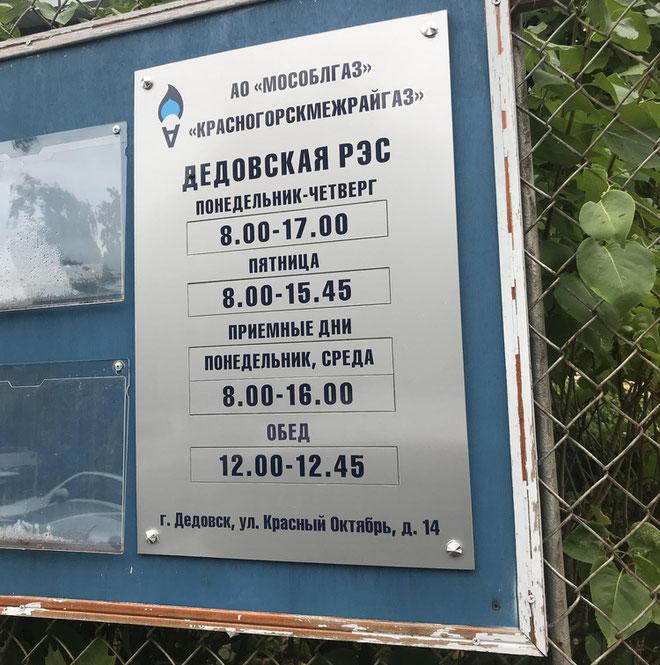 АО «МОСОБЛГАЗ»
«КРАСНОГОРСКМЕЖРАЙГАЗ»
ДЕДОВСКАЯ РЭС
ПОНЕДЕЛЬНИК-ЧЕТВЕРГ
8.00-17.00
ПЯТНИЦА
8.00-15.45
ПРИЕМНЫЕ ДНИ
ПОНЕДЕЛЬНИК, СРЕДА
8.00-16.00
ОБЕД
12.00-12.45
г. Дедовск, ул. Красный Октябрь, д. 14